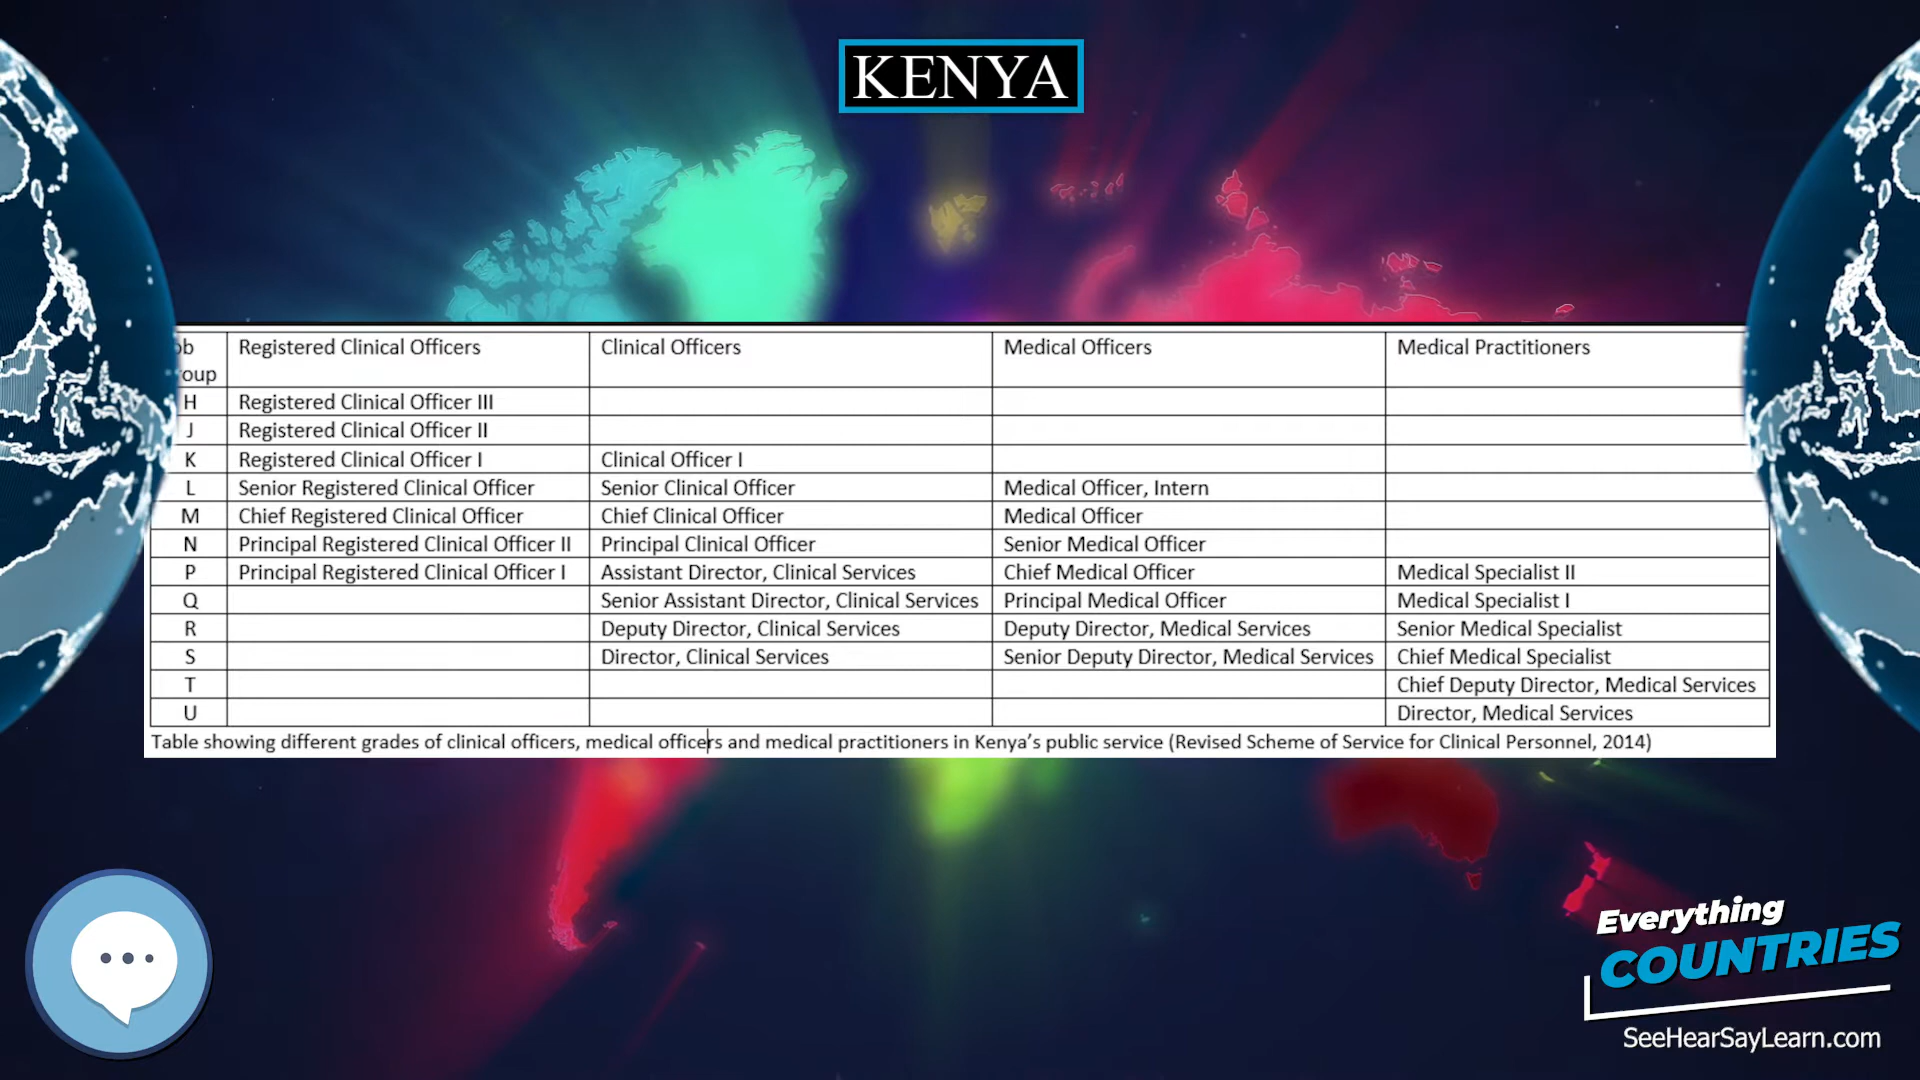 KENYA
ob Registered Clinical Officers Clinical Officers Medical Officers Medical Practitioners
oup
H Registered Clinical Officer III
J Registered Clinical Officer II
K Registered Clinical Officer I Clinical Officer I
L Senior Registered Clinical Officer Senior Clinical Officer Medical Officer, Intern
M Chief Registered Clinical Officer Chief Clinical Officer Medical Officer
N Principal Registered Clinical Officer II Principal Clinical Officer Senior Medical Officer
P Principal Registered Clinical Officer I Assistant Director, Clinical Services Chief Medical Officer Medical Specialist II
Q Senior Assistant Director, Clinical Services Principal Medical Officer Medical Specialist I
R Deputy Director, Clinical Services Deputy Director, Medical Services Senior Medical Specialist
S Director, Clinical Services Senior Deputy Director, Medical Services Chief Medical Specialist
T Chief Deputy Director, Medical Services
U Director, Medical Services
Table showing different grades of clinical officers, medical officers and medical practitioners in Kenya's public service (Revised Scheme of Service for Clinical Personnel, 2014)
Everything
COUNTRIES
SeeHearSayLearn.com